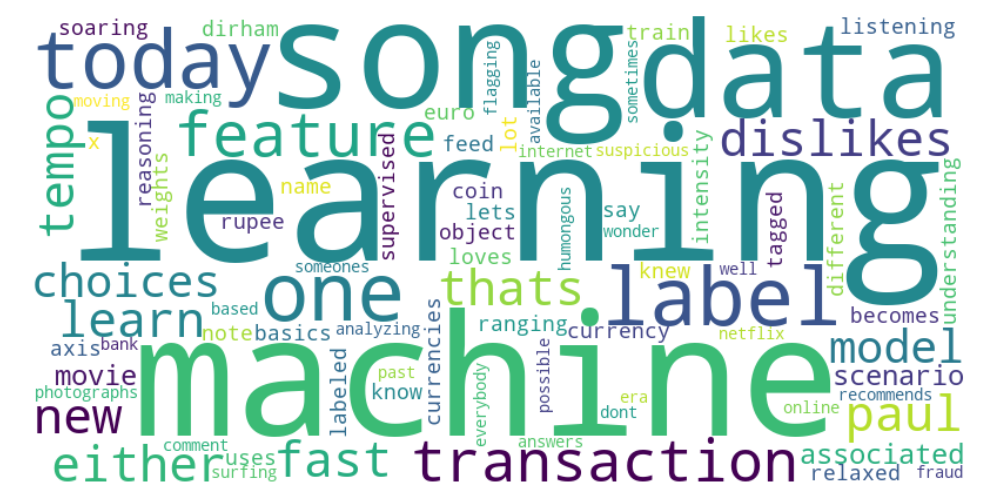 soaring
dirham
song
data
train
likes
listening
today
sometimes
flagging
available
moving
making
tempo
x
reasoning
weights
feature
euro
feed
lot
internet
suspicious
intensity
dislikes
learning
supervised
name
rupee
coin
lets
object
loves
humongous
say
wonder
tagged
different
understanding
choices
someones
one
thats
knew
well
label
becomes
learn
based
note
basics
analyzing
ranging
currency
netflix
model
axis
bank
movie
photographs
labeled
past
know
currencies
machine
everybody
possible
era
dont
online
scenario
recommends
new
paul
comment
answers
either
uses
surfing
fast
transaction
associated
relaxed
fraud